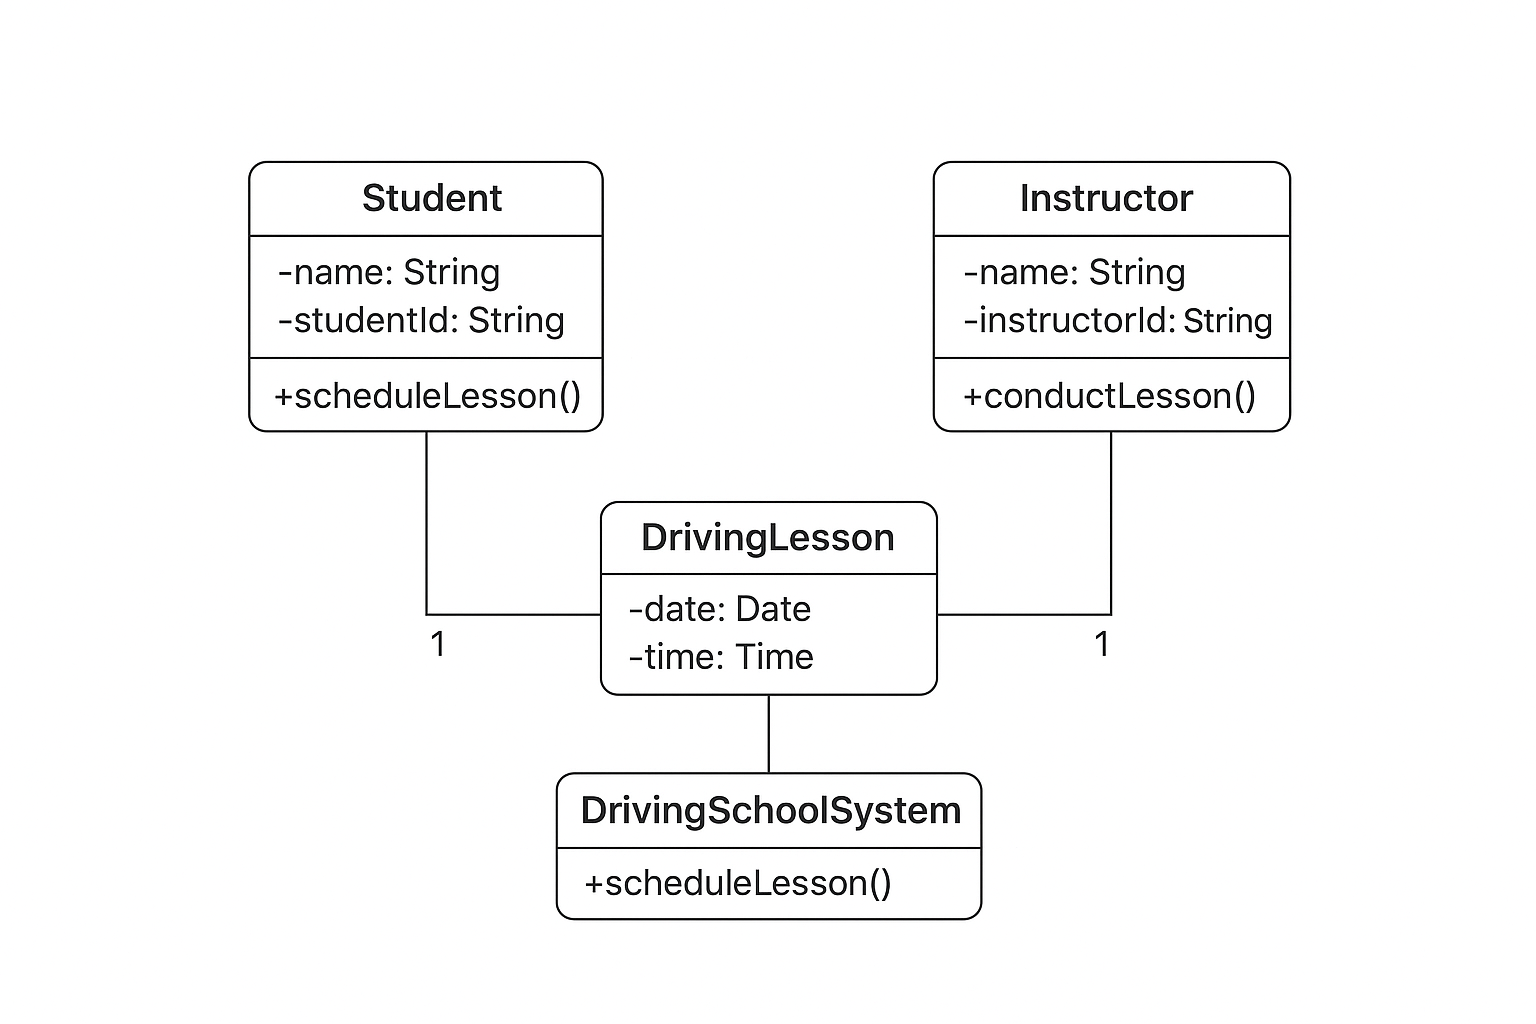 Student
-name: String
-studentId: String
+scheduleLesson()
Instructor
-name: String
-instructorId: String
+conductLesson()
1
1
DrivingLesson
-date: Date
-time: Time
DrivingSchoolSystem
+scheduleLesson()